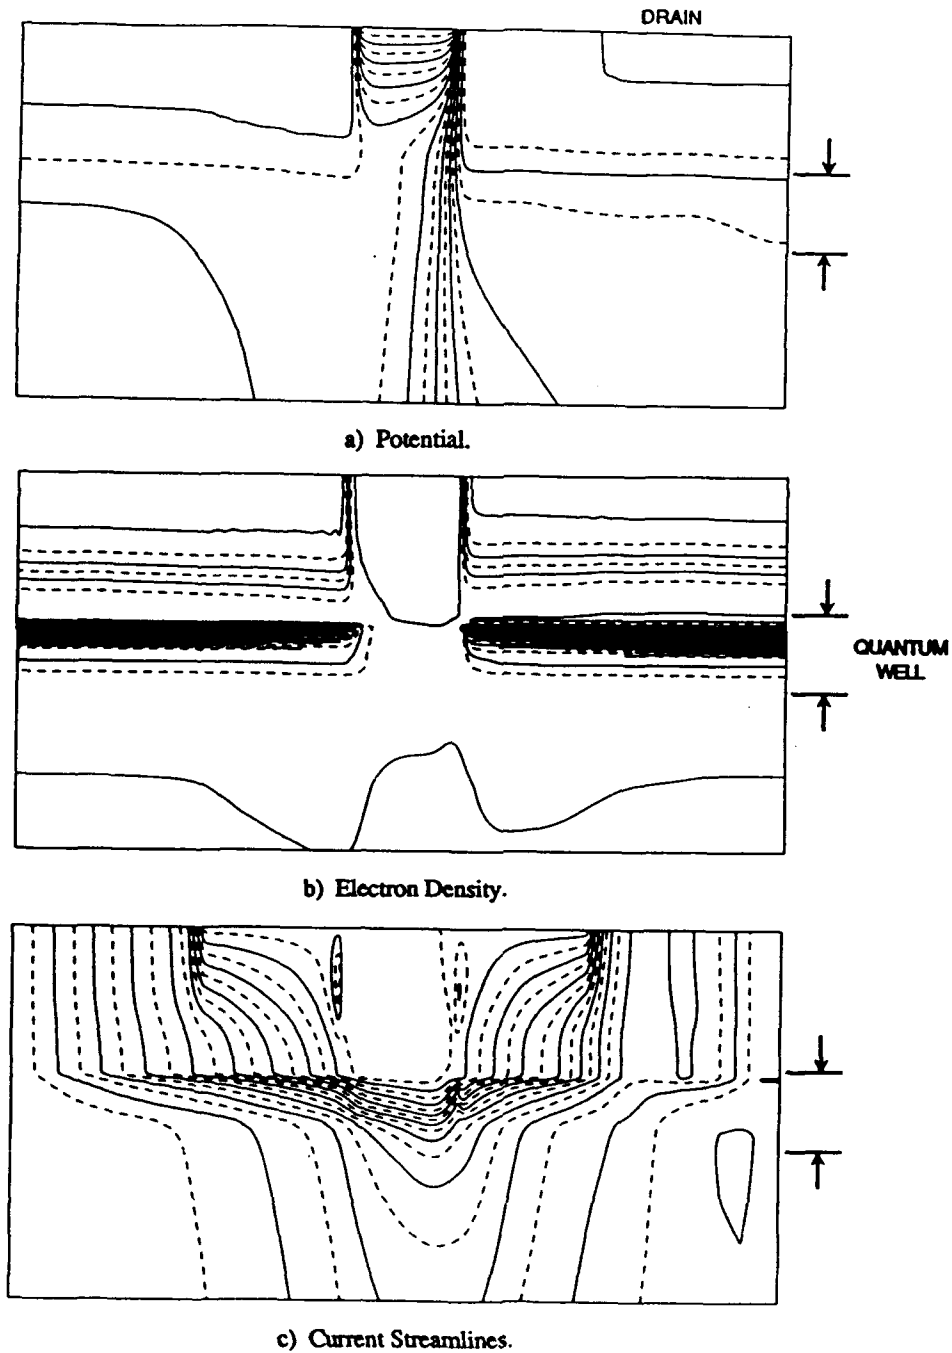 DRAIN
a) Potential.
QUANTUM
WELL
b) Electron Density.
c) Current Streamlines.